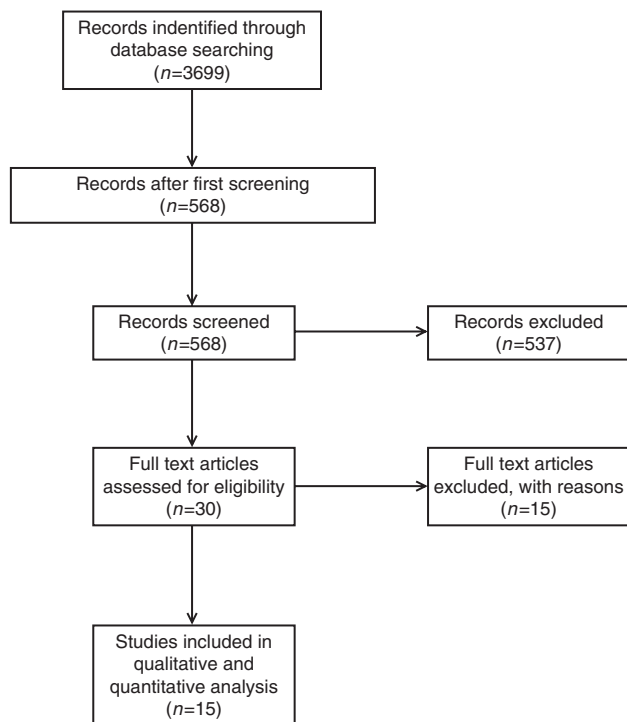 Records indentified through
database searching
(n=3699)
Records after first screening
(n=568)
Records screened
(n=568)
Records excluded
(n=537)
Full text articles
assessed for eligibility
(n=30)
Full text articles
excluded, with reasons
(n=15)
Studies included in
qualitative and
quantitative analysis
(n=15)